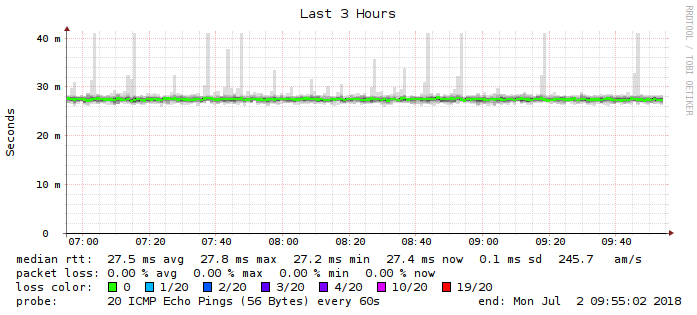 Last 3 Hours
RRDTOOL / TOBI OETIKER
Seconds
40 m
30 m
20 m
10 m
0
07:00 07:20 07:40 08:00 08:20 08:40 09:00 09:20 09:40
median rtt: 27.5 ms avg 27.8 ms max 27.2 ms min 27.4 ms now 0.1 ms sd 245.7 am/s
packet loss: 0.00 % avg 0.00 % max 0.00 % min 0.00 % now
loss color: 0 1/20 2/20 3/20 4/20 10/20 19/20
probe: 20 ICMP Echo Pings (56 Bytes) every 60s end: Mon Jul 2 09:55:02 2018